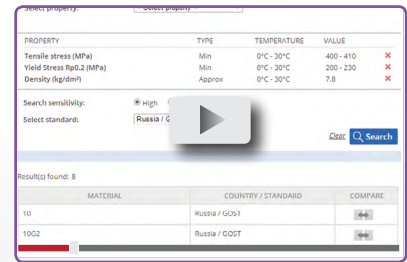 Select property:
PROPERTY TYPE TEMPERATURE VALUE
Tensile stress (MPa) Min 0°C - 30°C 400 - 410
Yield Stress Rp0.2 (MPa) Min 0°C - 30°C 200 - 230
Density (kg/dm³) Approx 0°C - 30°C 7.8
Search sensitivity: High
Select standard: Russia /
Clear Search
Result(s) found: 8
MATERIAL COUNTRY / STANDARD COMPARE
10 Russia / GOST
10G2 Russia / GOST